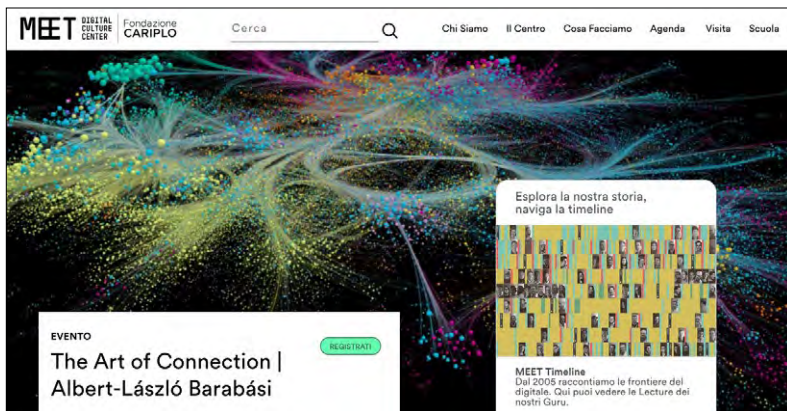 MEET DIGITAL CULTURE CENTER
Fondazione CARIPLO
Cerca
Chi Siamo Il Centro Cosa Facciamo Agenda Visita Scuola
Esplora la nostra storia,
naviga la timeline
EVENTO
REGISTRATI
The Art of Connection |
Albert-László Barabási
MEET Timeline
Dal 2005 raccontiamo le frontiere del
digitale. Qui puoi vedere le Lecture dei
nostri Guru.